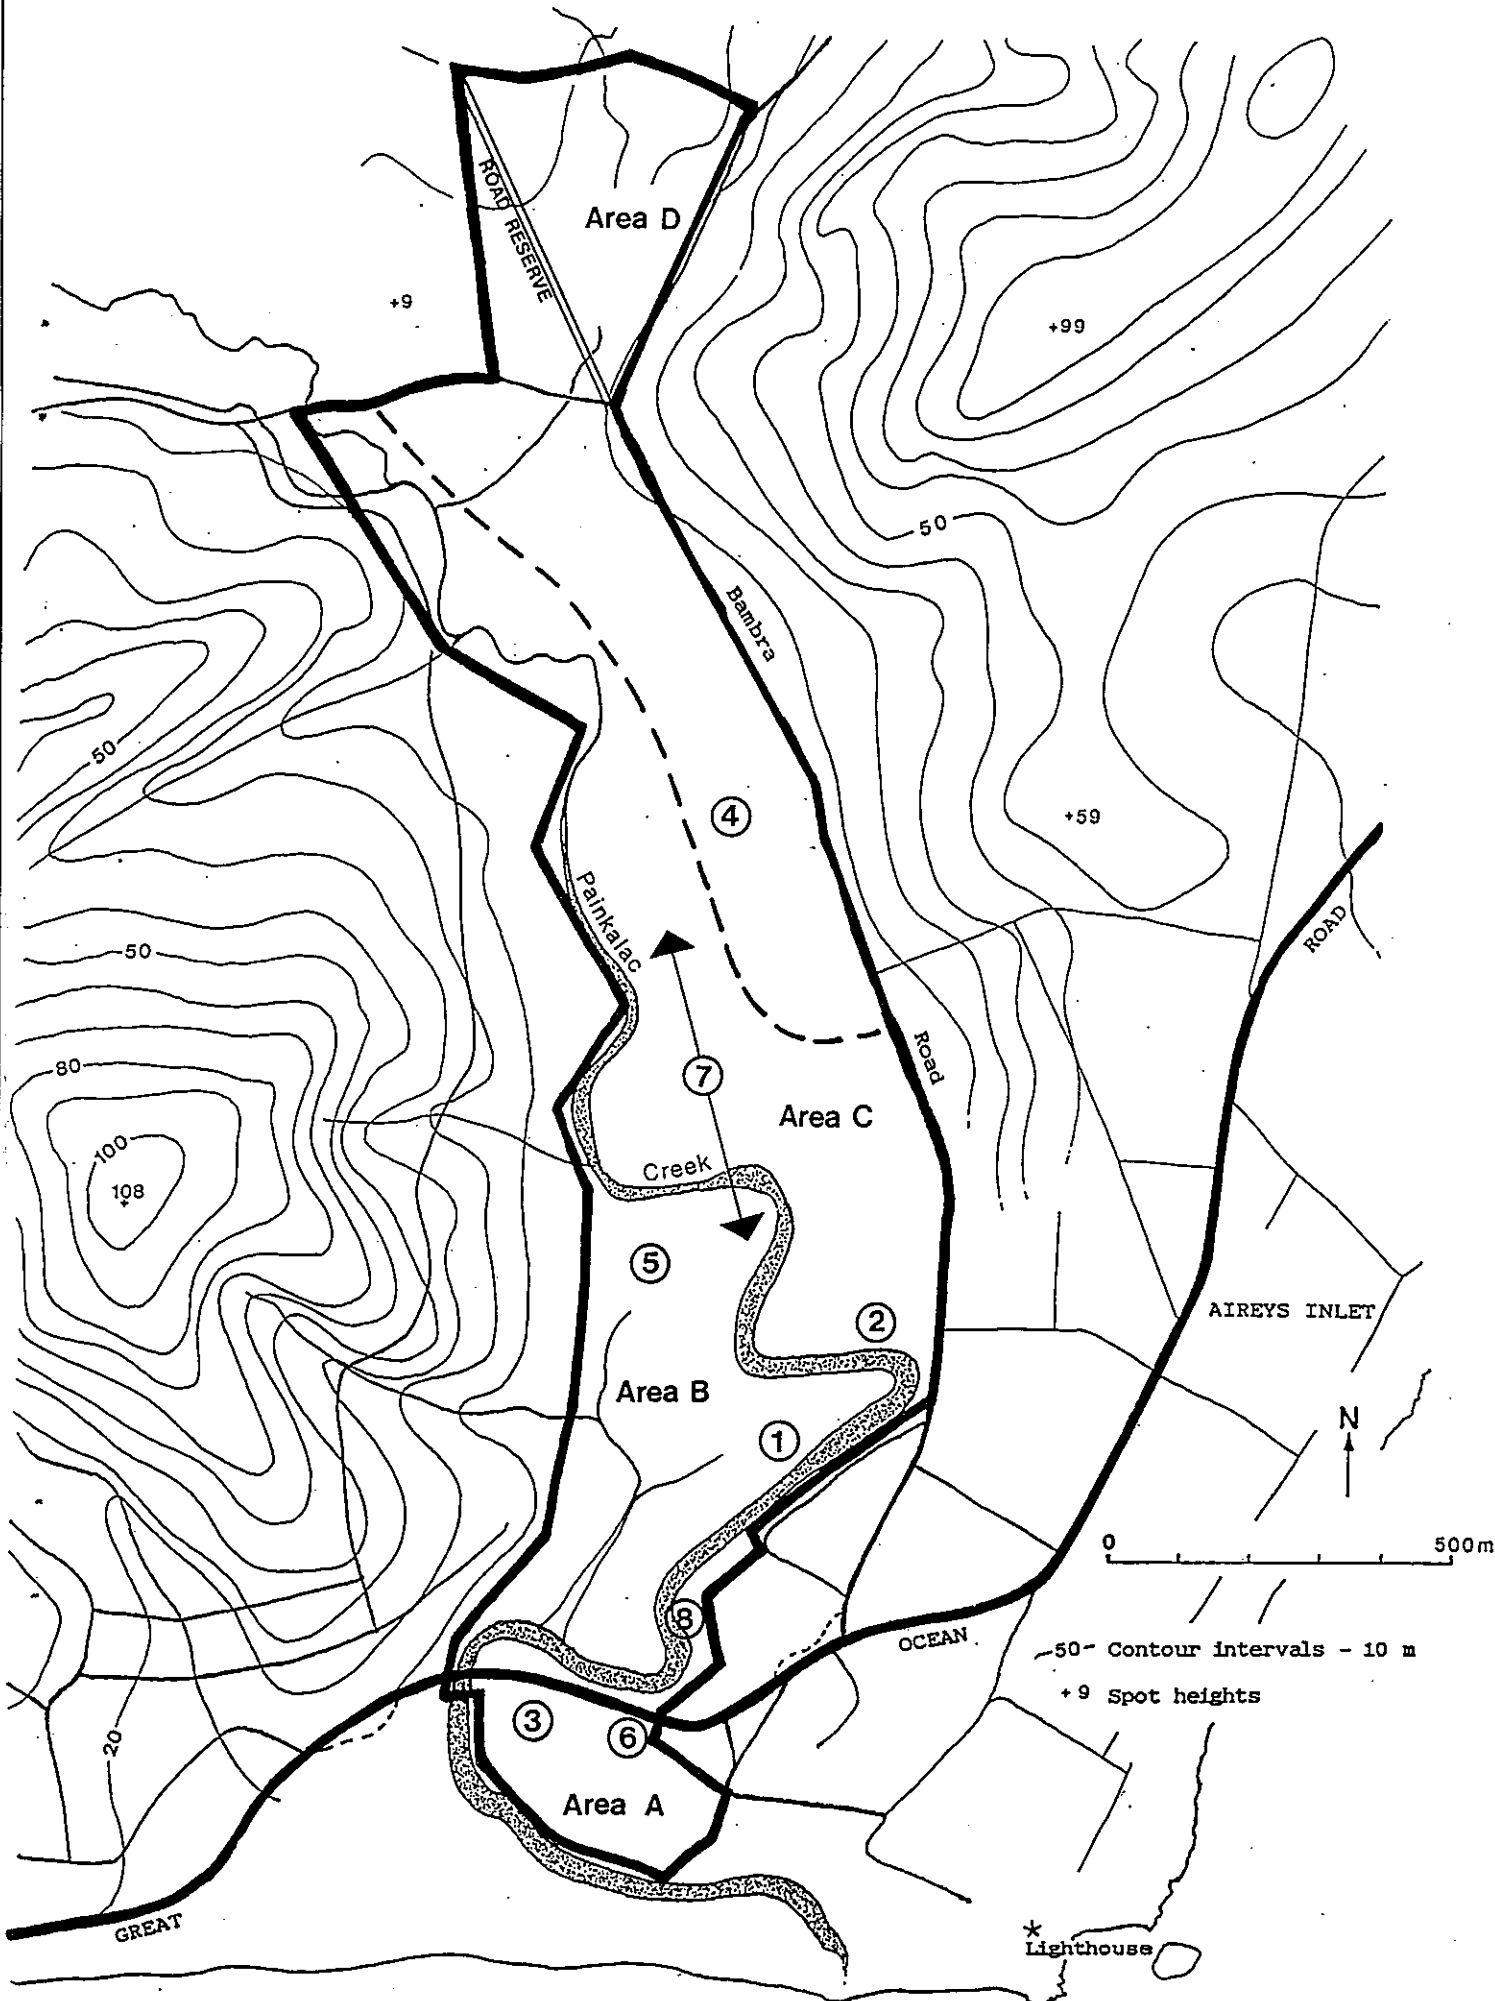 ROAD RESERVE
Area D
+9
+99
50
Bambra
50
+59
4
Painkalac
ROAD
50
80
Road
7
Area C
100
108
Creek
5
2
AIREYS INLET
Area B
1
N
0 500m
8
OCEAN
-50- Contour intervals - 10 m
+ 9 Spot heights
3
6
20
Area A
GREAT
Lighthouse